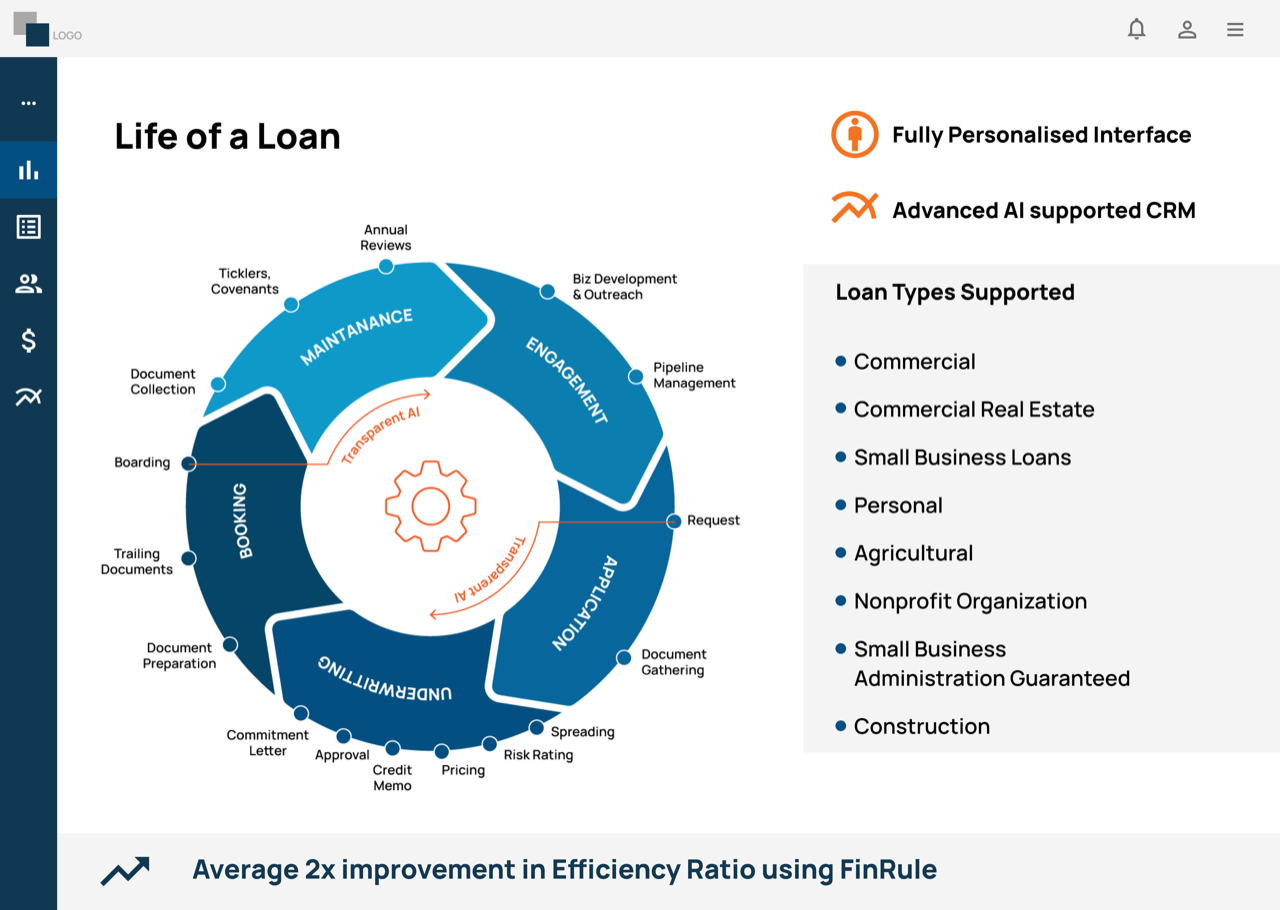 LOGO
Life of a Loan
Annual
Reviews
Ticklers,
Covenants
Document
Collection
Boarding
Trailing
Documents
Document
Preparation
Commitment
Letter
Approval
Credit
Memo
Pricing
Risk Rating
Spreading
Document
Gathering
Request
Pipeline
Management
Biz Development
& Outreach
MAINTANANCE
ENGAGEMENT
APPLICATION
UNDERWRITTING
BOOKING
Transparent AI
Transparent AI
Fully Personalised Interface
Advanced AI supported CRM
Loan Types Supported
Commercial
Commercial Real Estate
Small Business Loans
Personal
Agricultural
Nonprofit Organization
Small Business
Administration Guaranteed
Construction
Average 2x improvement in Efficiency Ratio using FinRule